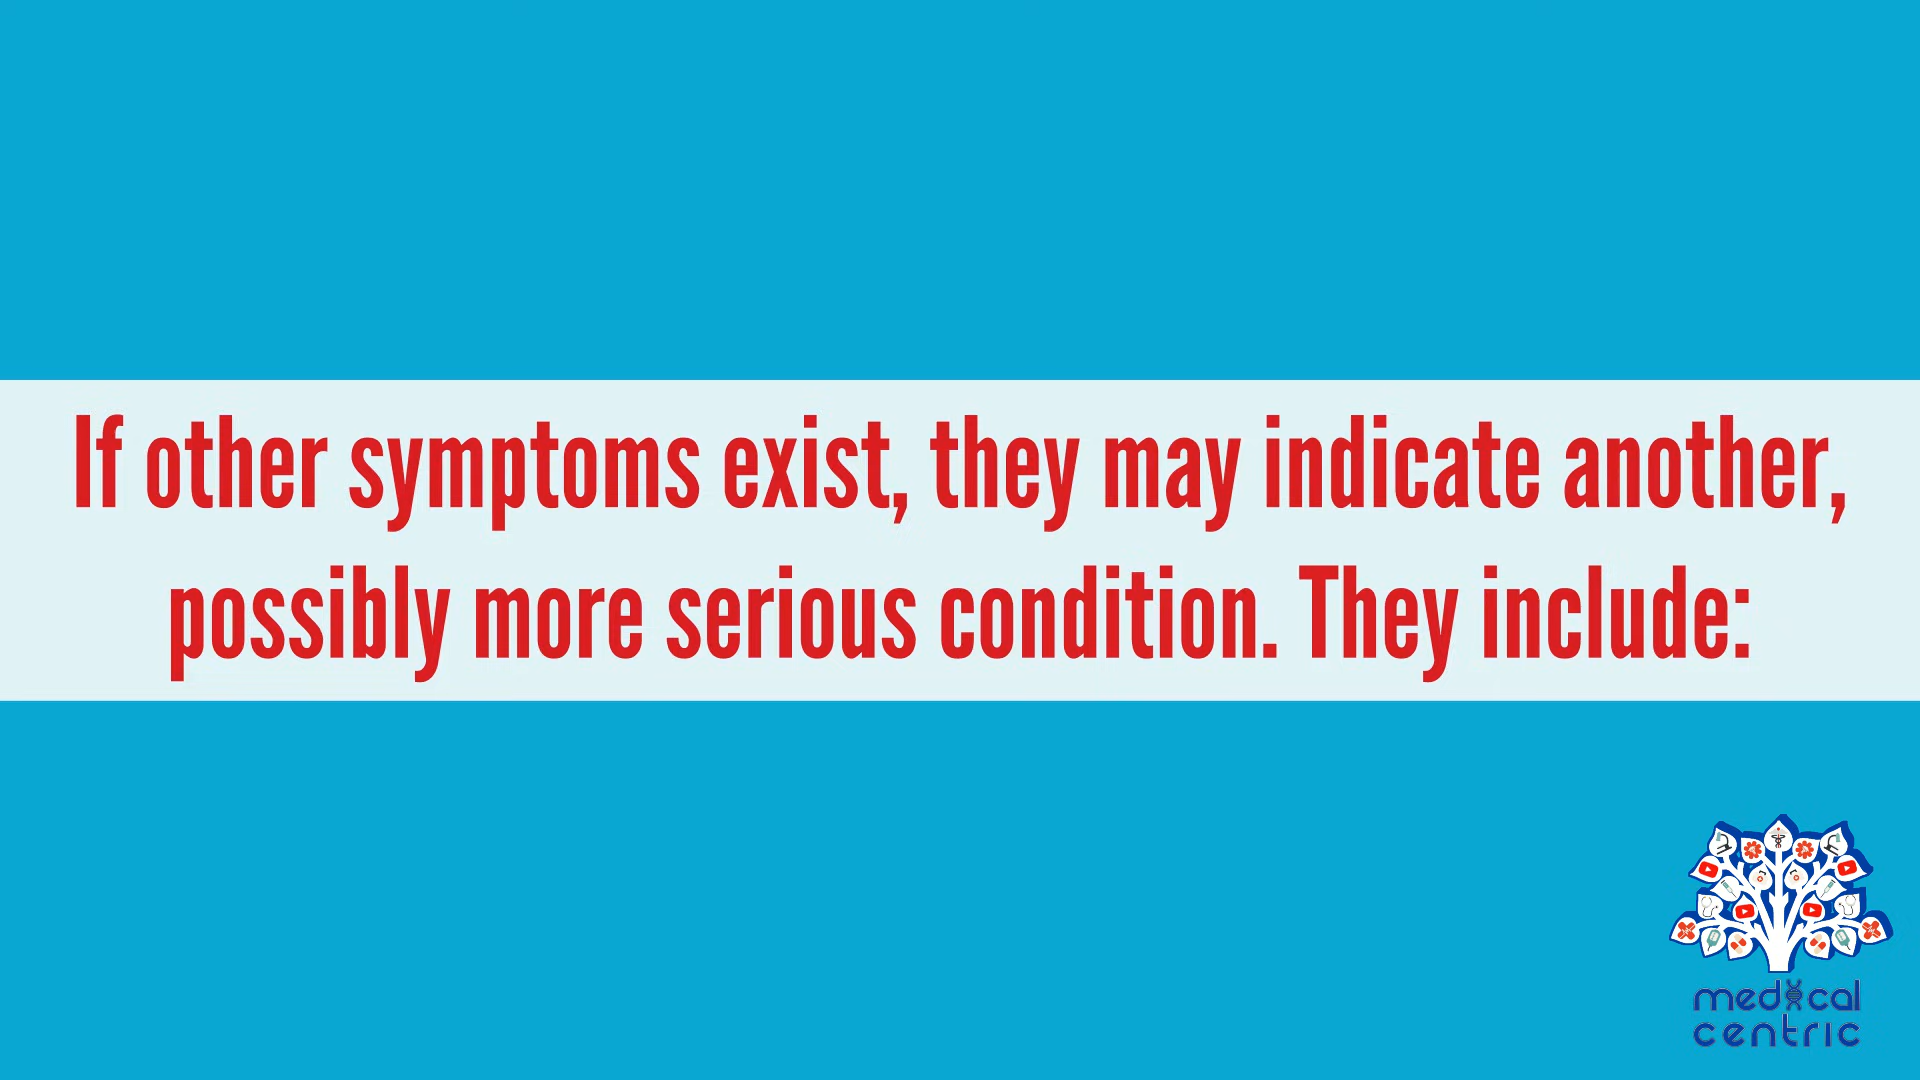 If other symptoms exist, they may indicate another,
possibly more serious condition. They include:
medical
centric